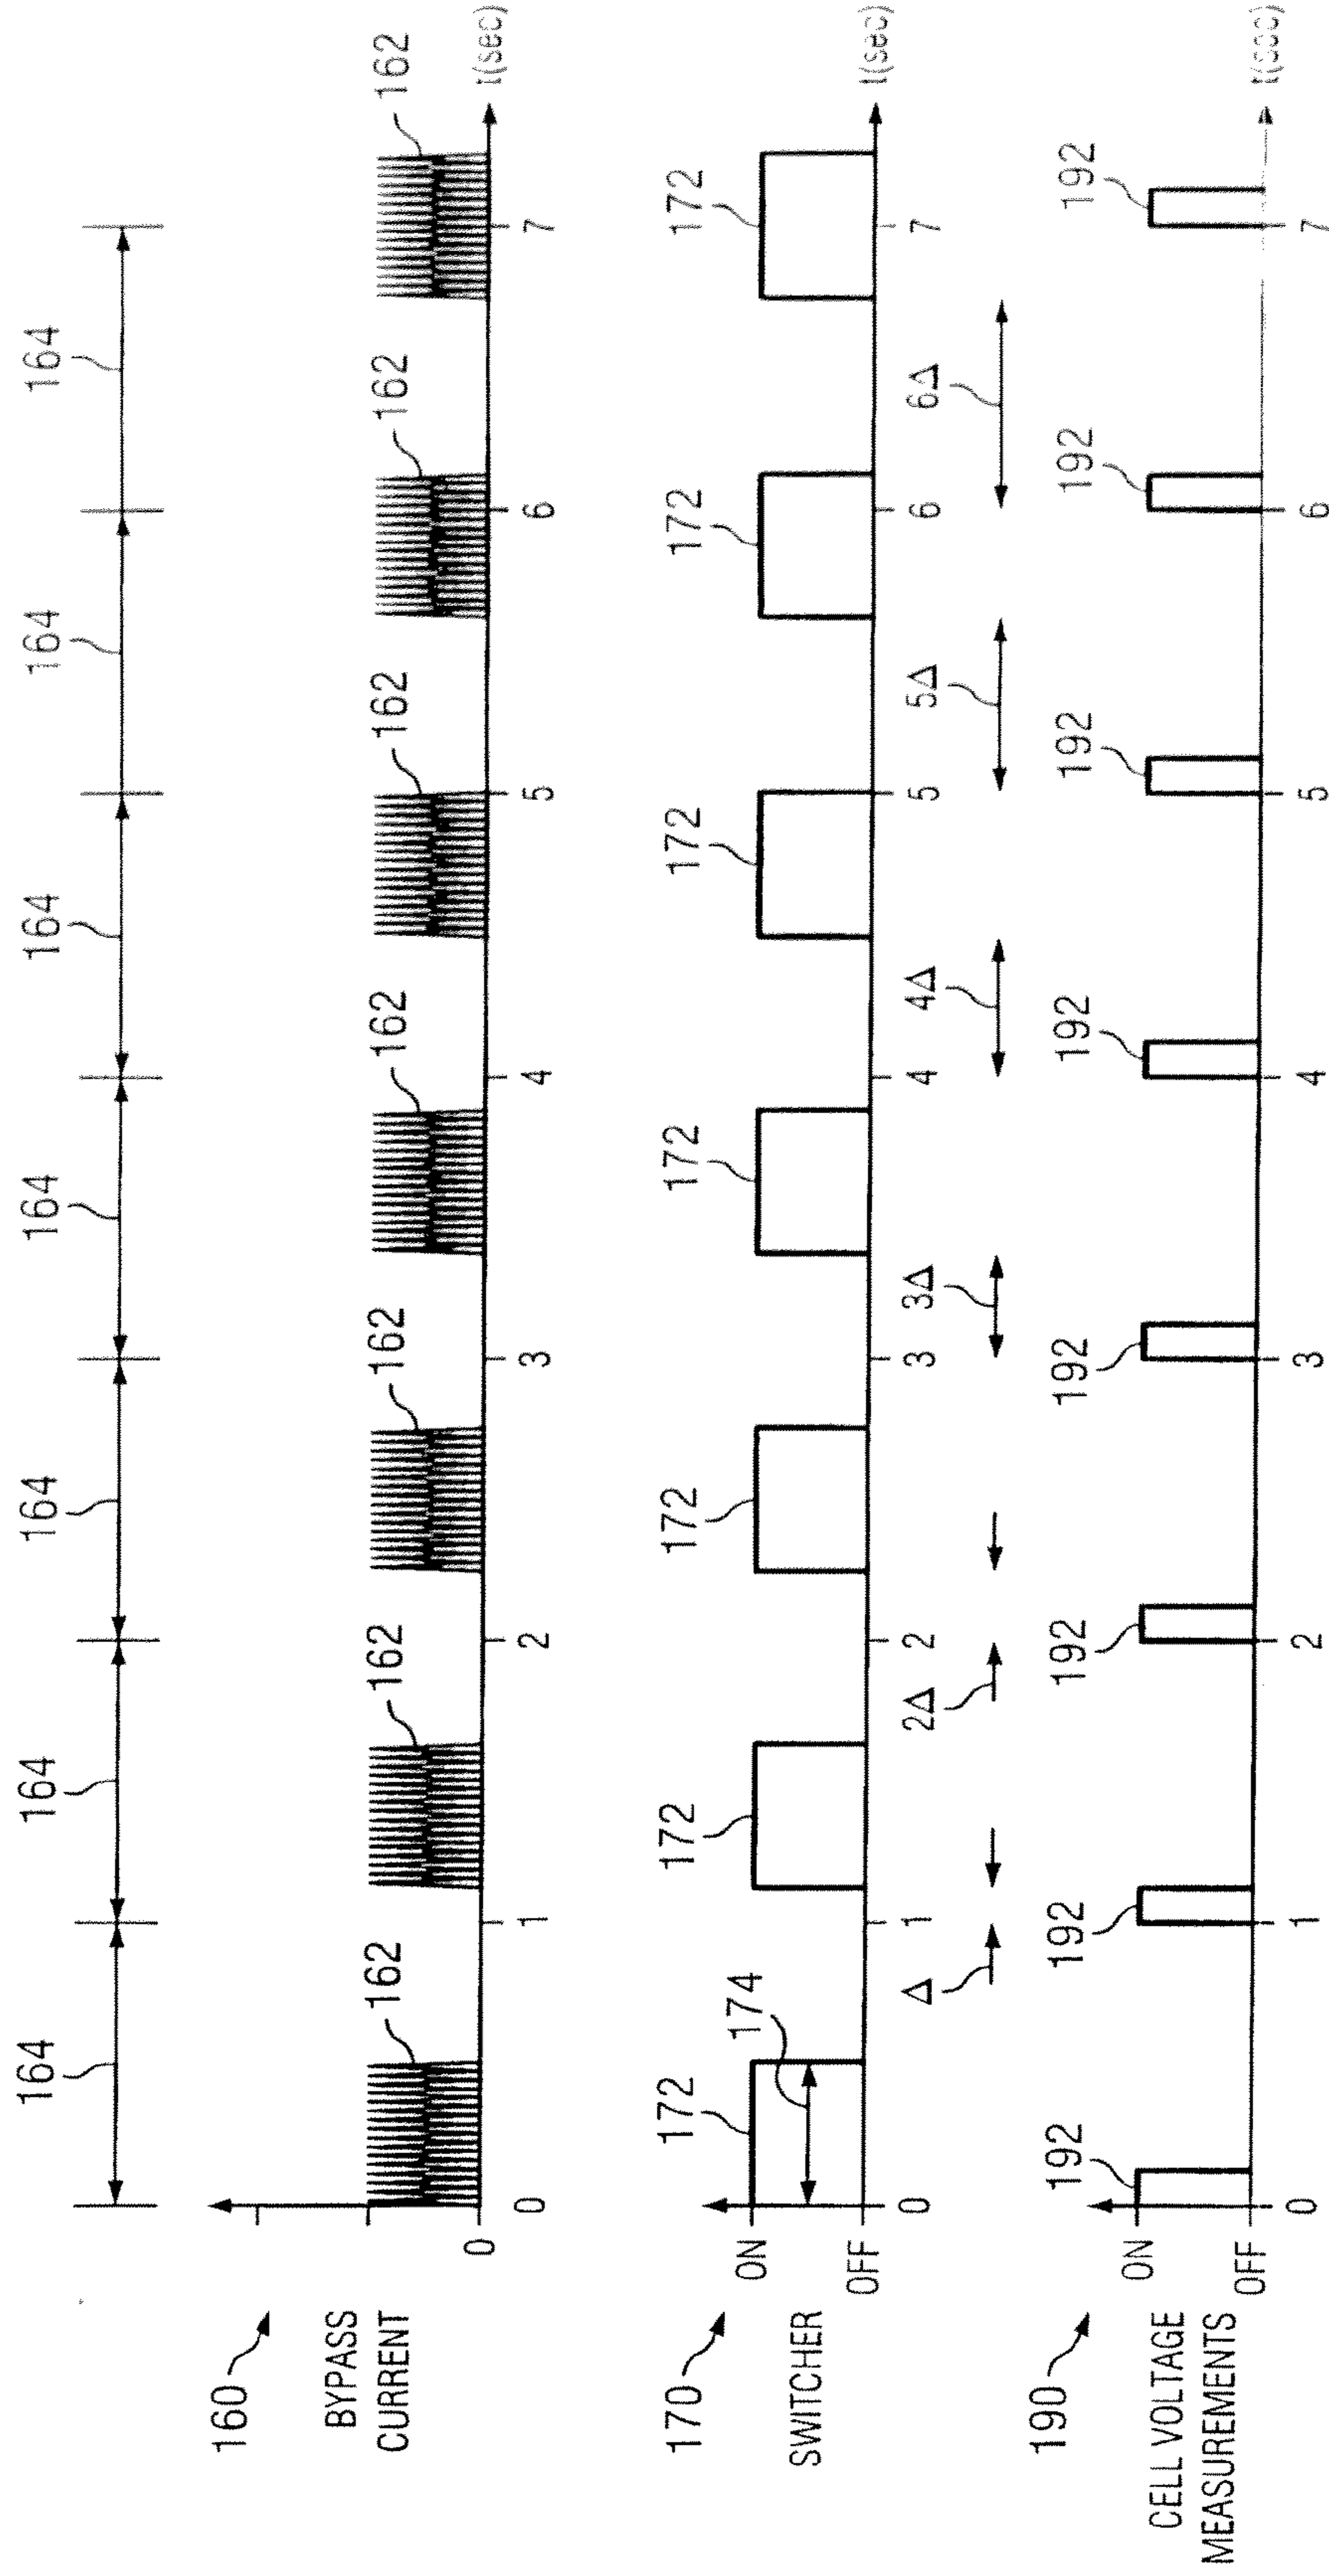 164 164 164 164 164 164 164
160
BYPASS
CURRENT
162 162 162 162 162 162 162 162
0
0 1 2 3 4 5 6 7 t(sec)
170
SWITCHER
ON
OFF
172 172 172 172 172 172 172 172
174
0 1 2 3 4 5 6 7 t(sec)
Δ 2Δ 3Δ 4Δ 5Δ 6Δ
190
CELL VOLTAGE
MEASUREMENTS
ON
OFF
192 192 192 192 192 192 192 192
0 1 2 3 4 5 6 7 t(sec)